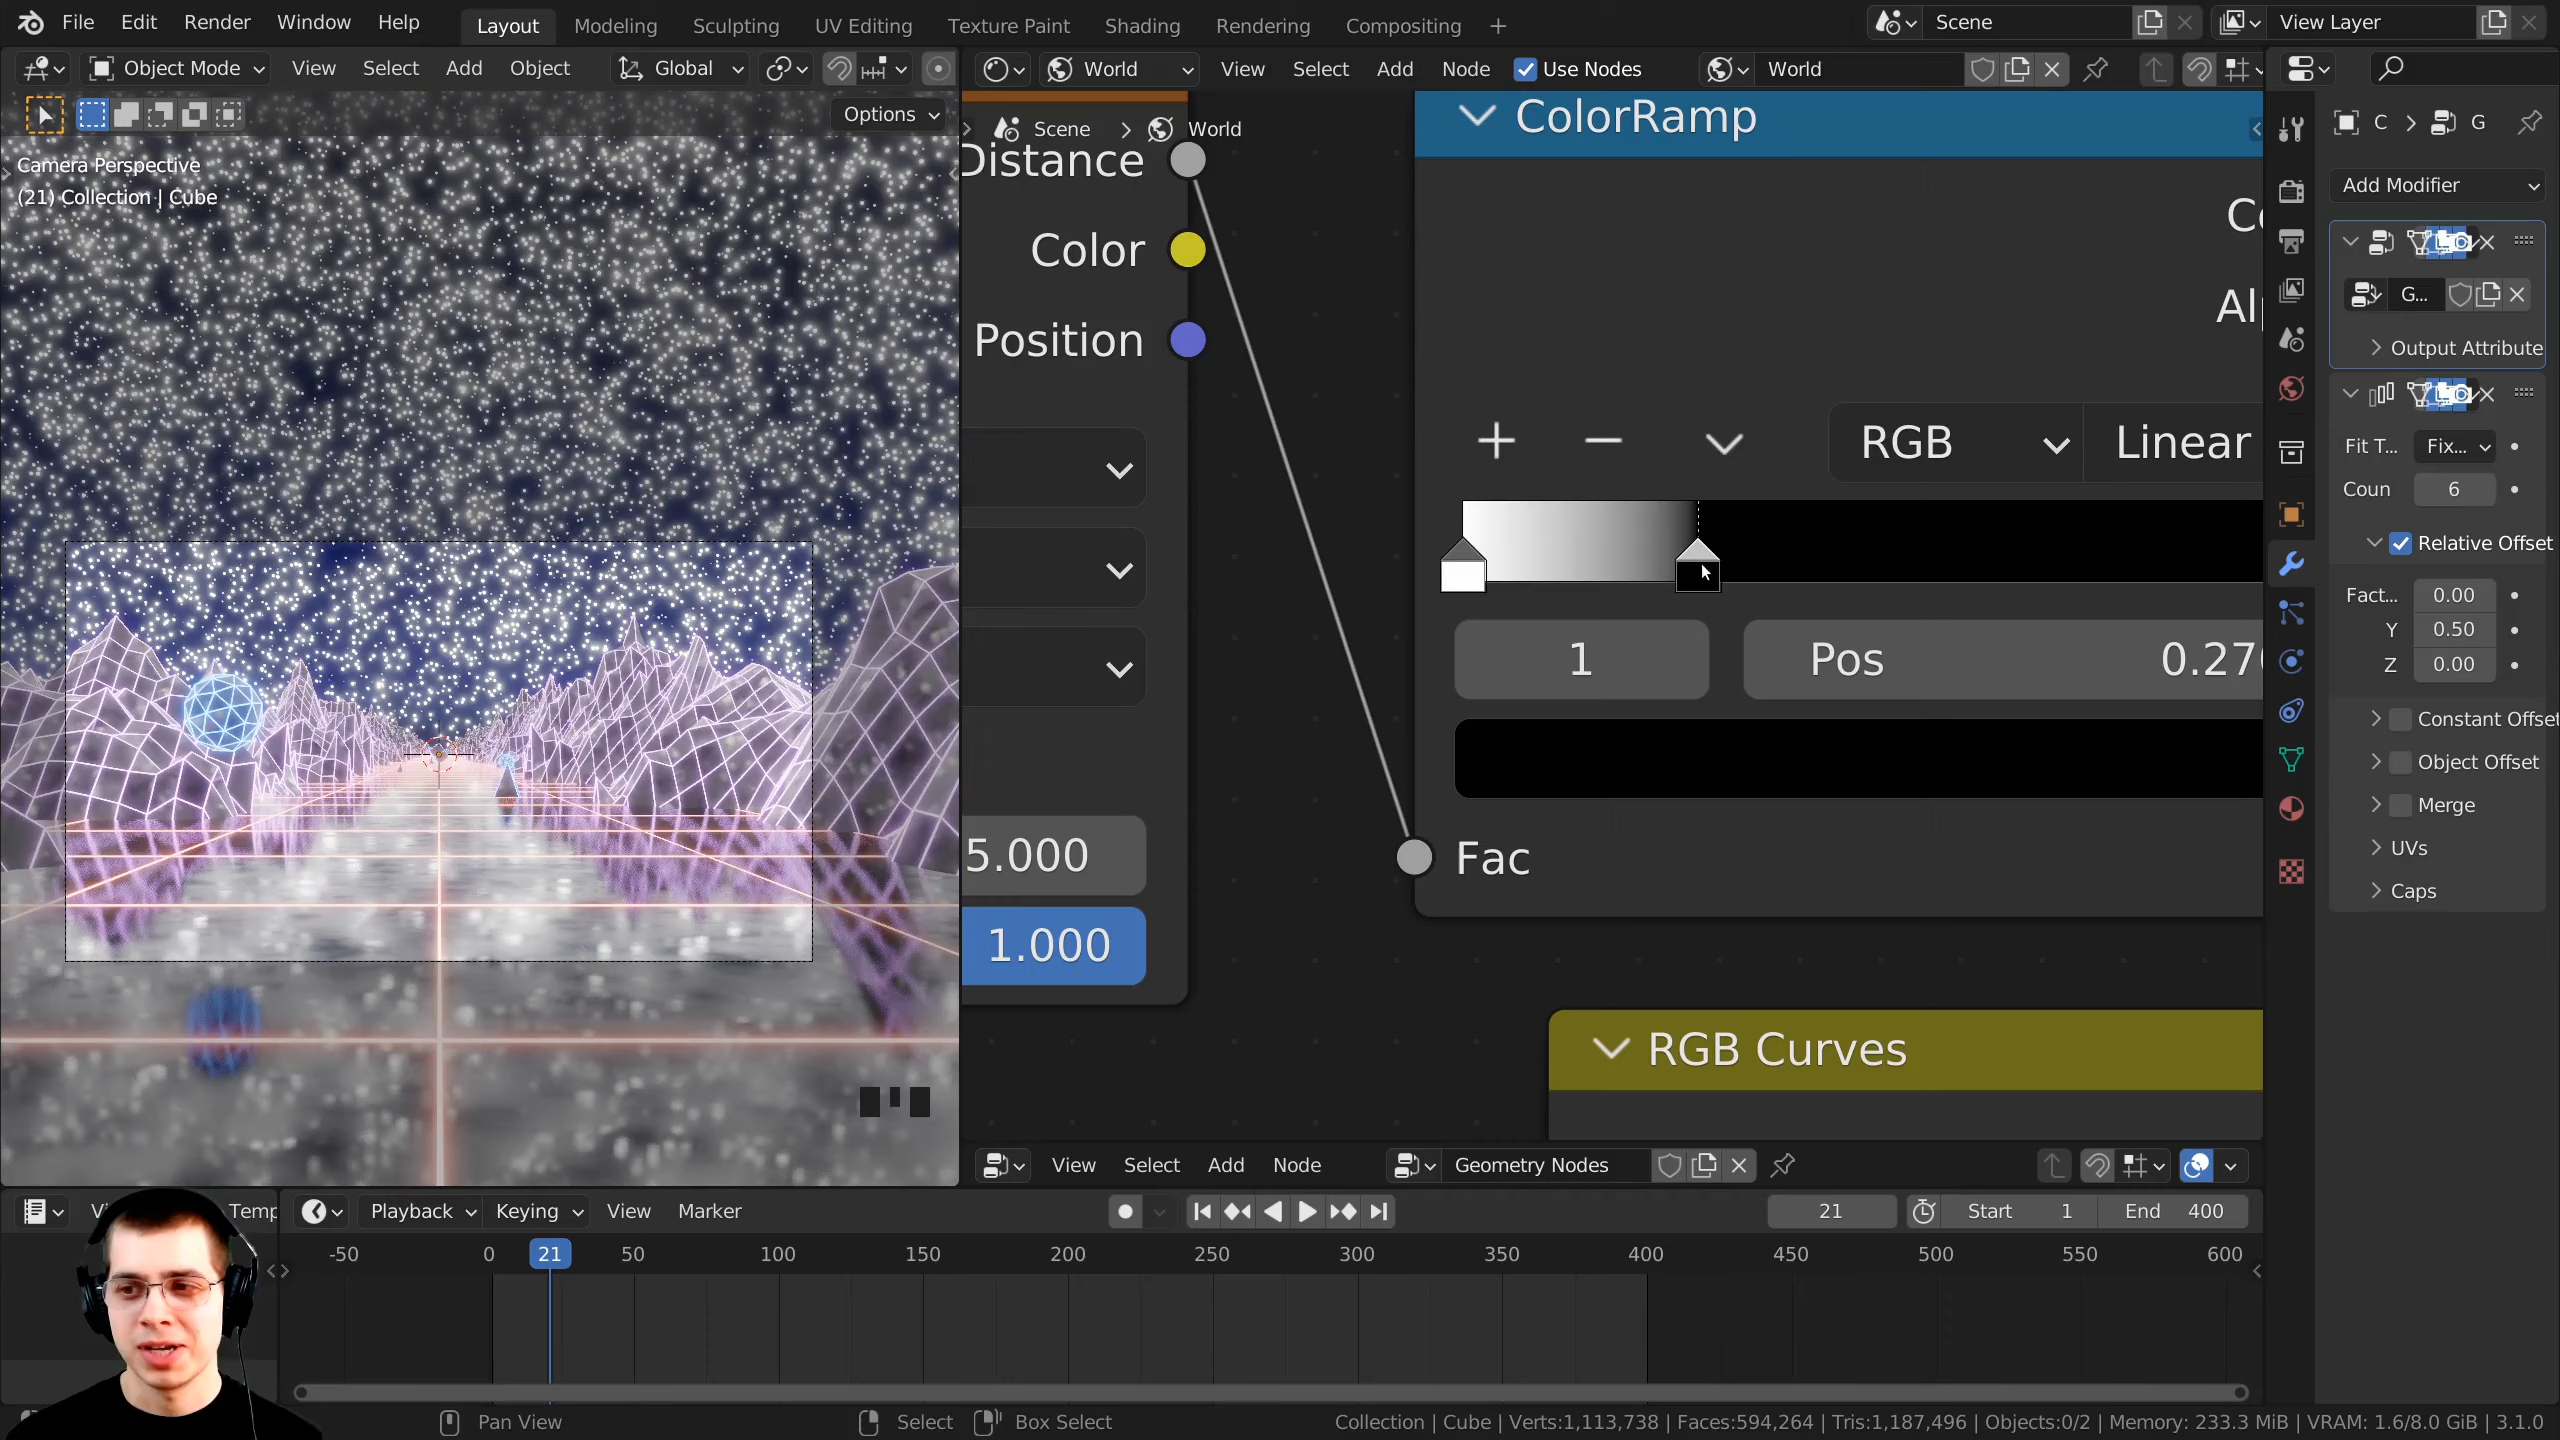 File Edit Render Window Help Layout Modeling Sculpting UV Editing Texture Paint Shading Rendering Compositing + Scene View Layer
Object Mode View Select Add Object Global
World View Select Add Node Use Nodes World
Options
Camera Perspective
(21) Collection | Cube
Scene World
Distance
Color
Position
5.000
1.000
ColorRamp
RGB Linear
1 Pos
Fac
RGB Curves
C G
Add Modifier
G...
Output Attribute
Fit T... Fix...
Coun 6
Relative Offset
Fact... 0.00
Y 0.50
Z 0.00
Constant Offset
Object Offset
Merge
UVs
Caps
View Select Add Node Geometry Nodes
Playback Keying View Marker 21 Start 1 End 400
-50 0 21 50 100 150 200 250 300 350 400 450 500 550 600
Pan View Select Box Select Collection | Cube | Verts:1,113,738 | Faces:594,264 | Tris:1,187,496 | Objects:0/2 | Memory: 233.3 MiB | VRAM: 1.6/8.0 GiB | 3.1.0